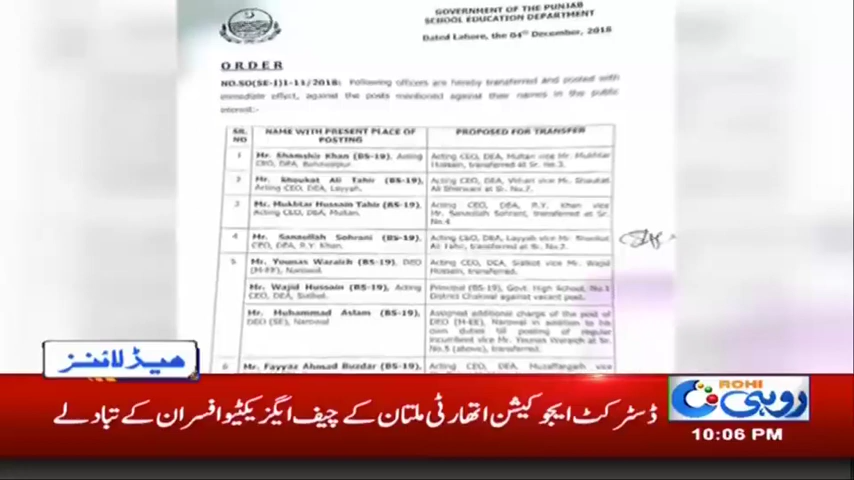 GOVERNMENT OF THE PUNJAB
SCHOOL EDUCATION DEPARTMENT
Dated Lahore, the 04th December, 2018
ORDER
NO.SO(SE-I)1-11/2018: Following officers are hereby transferred and posted with
immediate effect, against the posts mentioned against their names in the public
interest:-
SR. NO
NAME WITH PRESENT PLACE OF POSTING
PROPOSED FOR TRANSFER
1
Mr. Shamshir Khan (BS-19), Acting
CEO, DEA, Bahawalpur.
Acting CEO, DEA, Multan vice Mr. Mukhtar
Hussain, transferred at Sr. No.3.
2
Mr. Shoukat Ali Tahir (BS-19),
Acting CEO, DEA, Layyah.
Acting CEO, DEA, Vehari vice Mr. Shaukat
Ali Sherwani at Sr. No.7.
3
Mr. Mukhtar Hussain Tahir (BS-19),
Acting CEO, DEA, Multan.
Acting CEO, DEA, R.Y. Khan vice
Mr. Sanaullah Sohrani, transferred at Sr.
No.4
4
Mr. Sanaullah Sohrani (BS-19),
CEO, DEA, R.Y. Khan.
Acting CEO, DEA, Layyah vice Mr. Shoukat
Ali Tahir, transferred at Sr. No.2.
5
Mr. Younas Waraich (BS-19), DEO
(M-EE), Narowal
Acting CEO, DEA, Sialkot vice Mr. Wajid
Hussain, transferred.
Mr. Wajid Hussain (BS-19), Acting
CEO, DEA, Sialkot.
Principal (BS-19), Govt. High School, No.1
District Chakwal against vacant post.
Mr. Muhammad Aslam (BS-19),
DEO (SE), Narowal
Assigned additional charge of the post of
DEO (M-EE), Narowal in addition to his
own duties till posting of regular
incumbent vice Mr. Younas Waraich at Sr.
No.5 (above), transferred.
6
Mr. Fayyaz Ahmad Buzdar (BS-19),
Acting CEO, DEA, Muzaffargarh vice
ہیڈلائنز
ڈسٹرکٹ ایجوکیشن اتھارٹی ملتان کے چیف ایگزیکٹیو افسران کے تبادلے
ROHI
روہی
10:06 PM